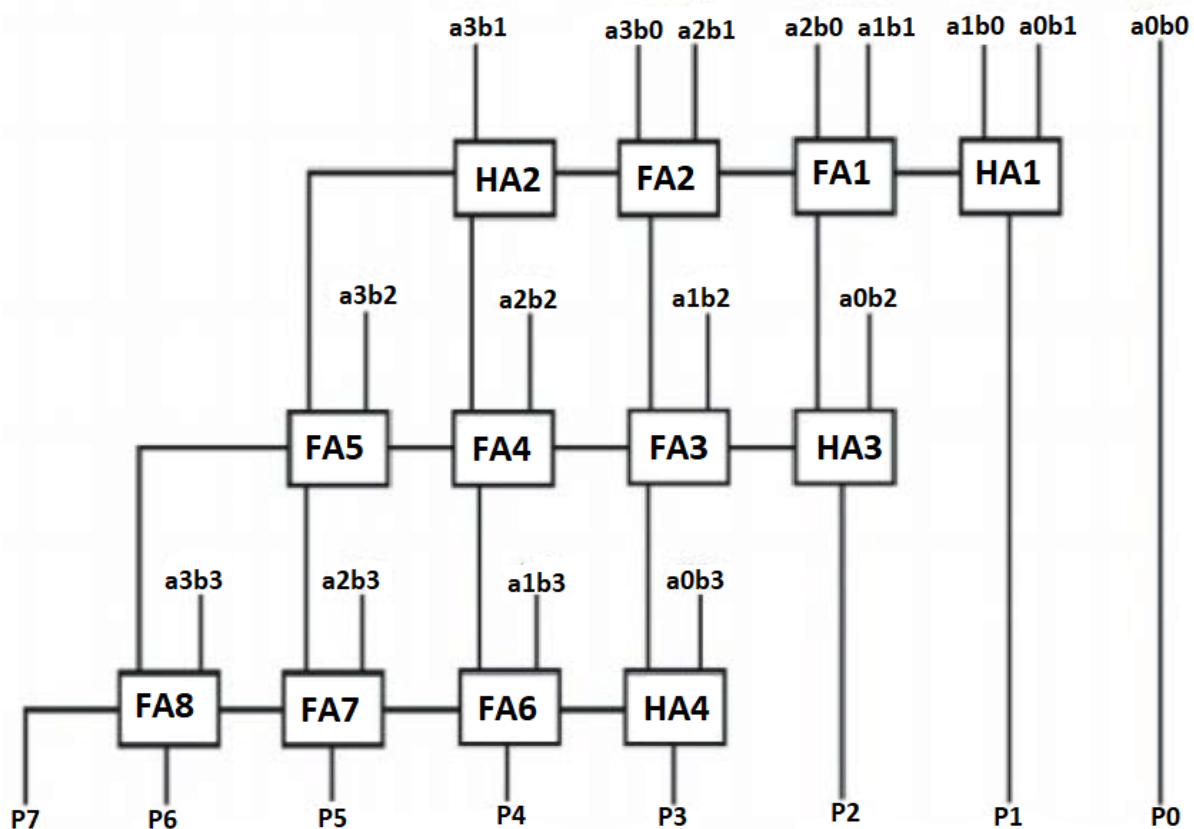 a3b1 a3b0 a2b1 a2b0 a1b1 a1b0 a0b1 a0b0
HA2 FA2 FA1 HA1
a3b2 a2b2 a1b2 a0b2
FA5 FA4 FA3 HA3
a3b3 a2b3 a1b3 a0b3
FA8 FA7 FA6 HA4
P7 P6 P5 P4 P3 P2 P1 P0